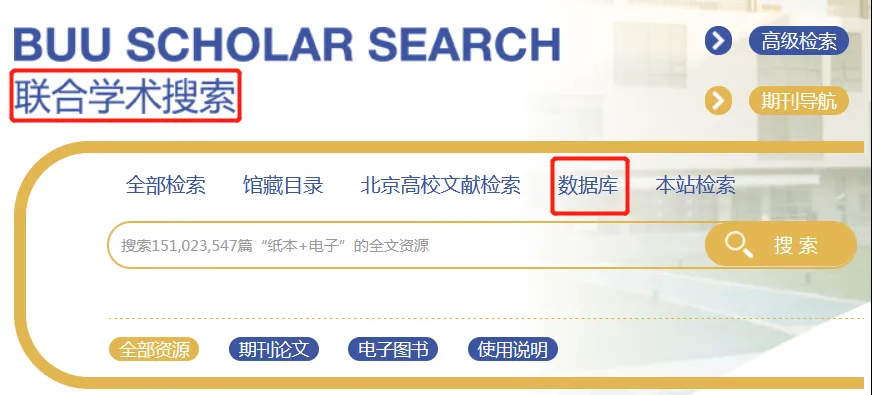 BUU SCHOLAR SEARCH
高级检索
联合学术搜索
期刊导航
全部检索 馆藏目录 北京高校文献检索 数据库 本站检索
搜索151,023,547篇“纸本+电子”的全文资源
搜 索
全部资源 期刊论文 电子图书 使用说明